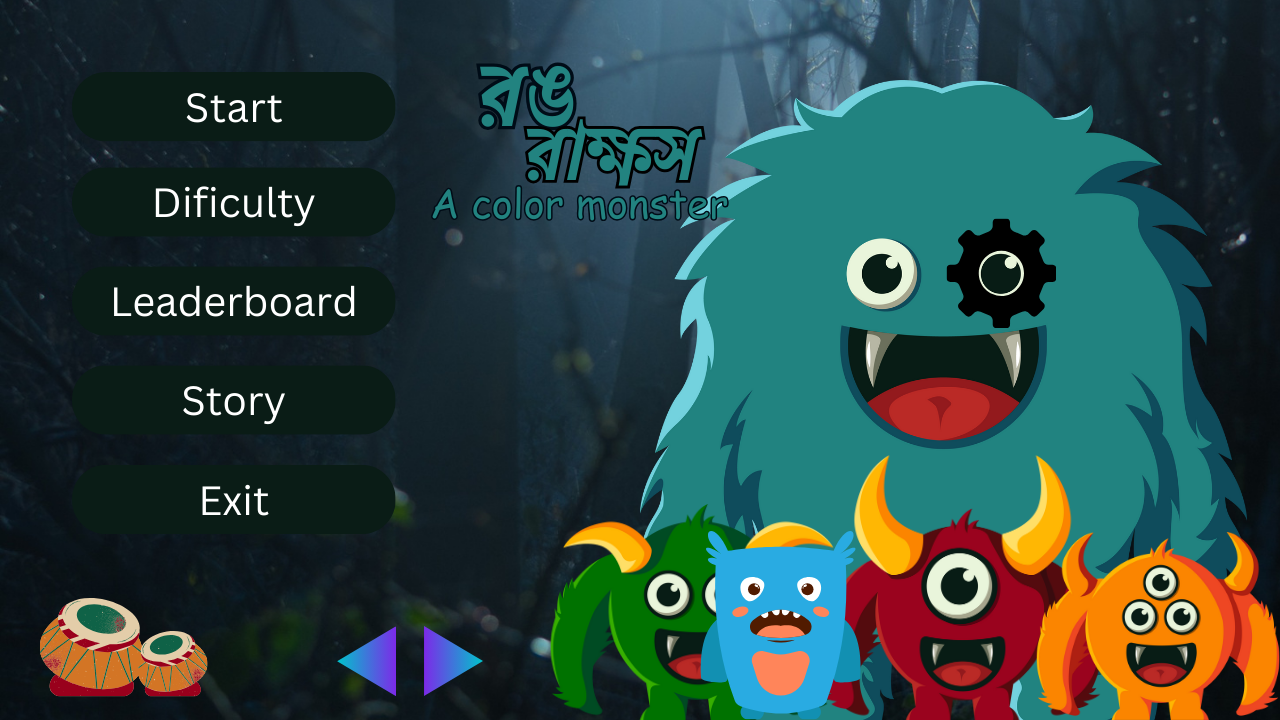 Start
Dificulty
Leaderboard
Story
Exit
রঙ
রাক্ষস
A color monster